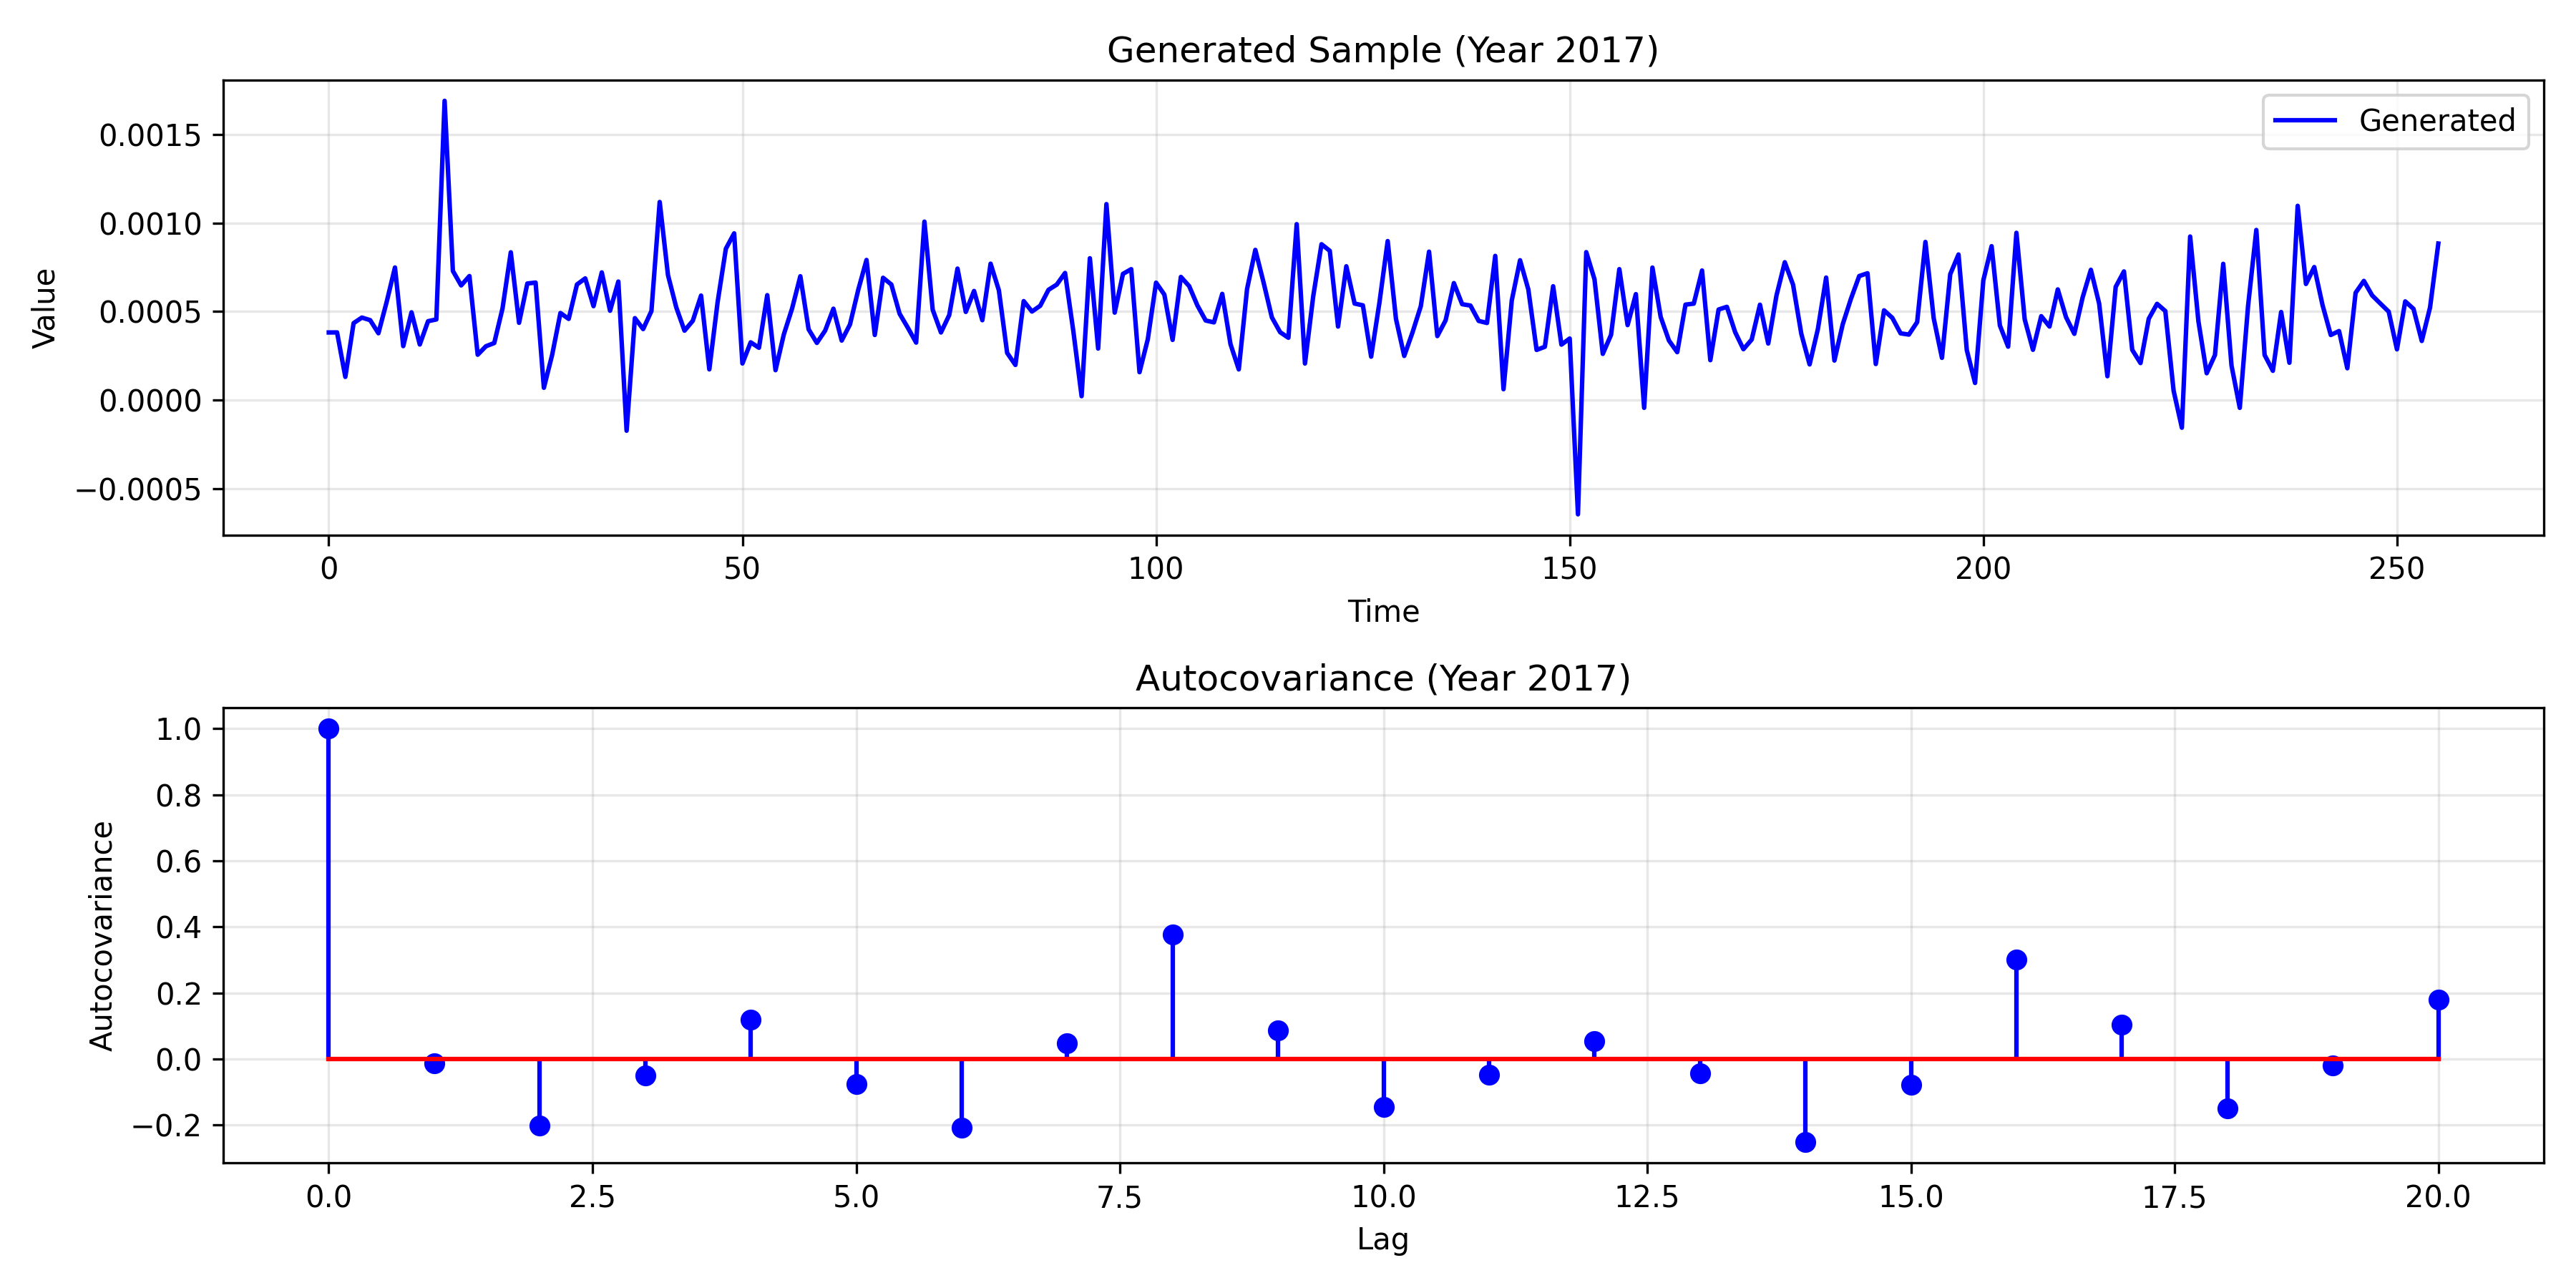 Generated Sample (Year 2017)
Generated
0.0015
0.0010
0.0005
0.0000
−0.0005
Value
0 50 100 150 200 250
Time
Autocovariance (Year 2017)
1.0
0.8
0.6
0.4
0.2
0.0
−0.2
Autocovariance
0.0 2.5 5.0 7.5 10.0 12.5 15.0 17.5 20.0
Lag